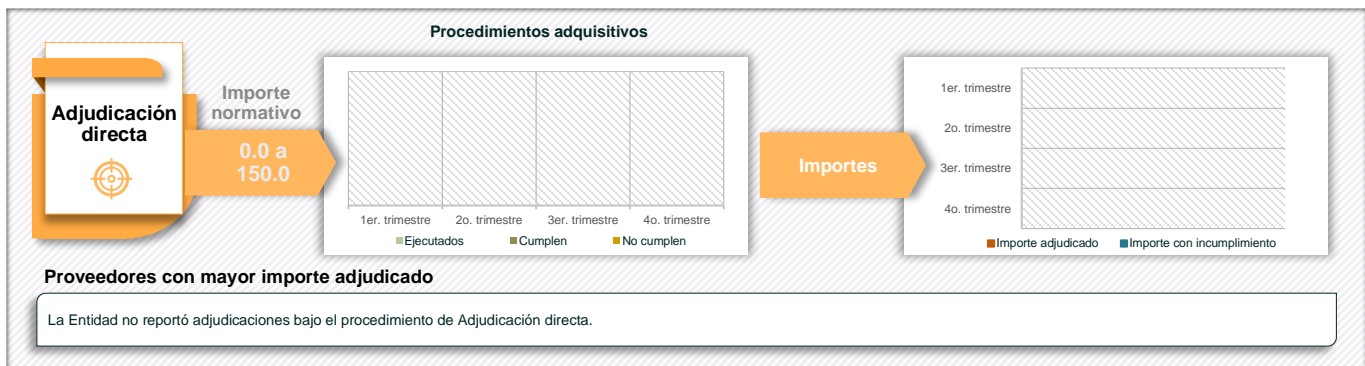 Procedimientos adquisitivos
Adjudicación
directa
Importe
normativo
0.0 a
150.0
1er. trimestre
2o. trimestre
3er. trimestre
4o. trimestre
Ejecutados
Cumplen
No cumplen
Importes
1er. trimestre
2o. trimestre
3er. trimestre
4o. trimestre
Importe adjudicado
Importe con incumplimiento
Proveedores con mayor importe adjudicado
La Entidad no reportó adjudicaciones bajo el procedimiento de Adjudicación directa.